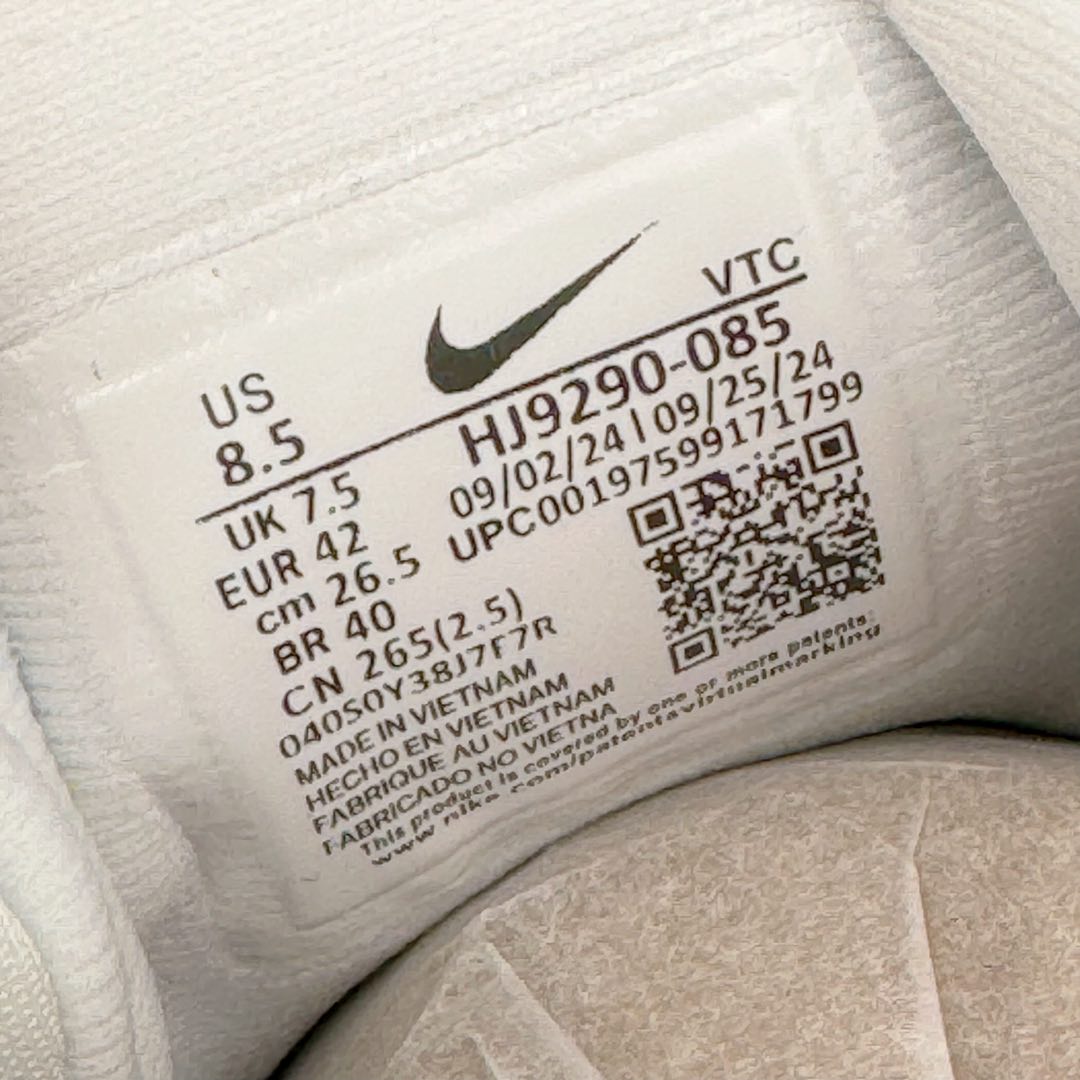 US
8.5
VTC
HJ9290-085
09/02/24 | 09/25/24
UPC00197599171799
UK 7.5
EUR 42
cm 26.5
BR 40
CN 265(2.5)
040S0Y38J7F7R
MADE IN VIETNAM
HECHO EN VIETNAM
FABRIQUE AU VIETNAM
FABRICADO NO VIETNA
This product is covered by one or more patents:
www.nike.com/patentsvirtualmarking